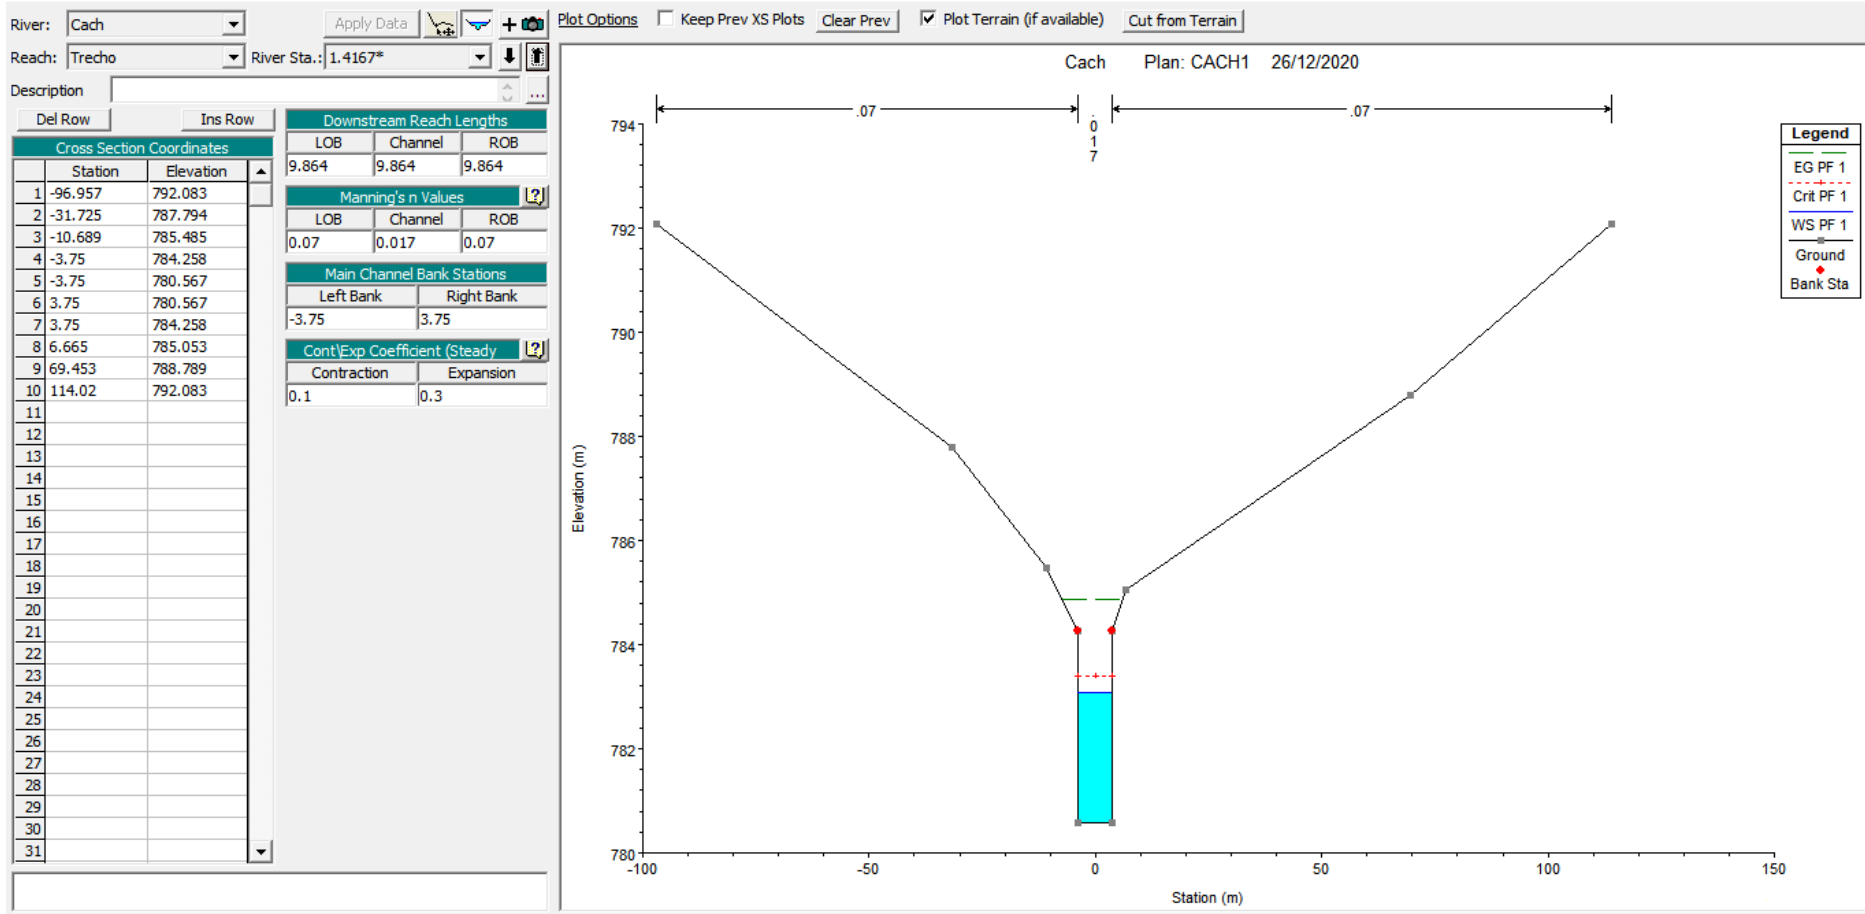 River: Cach Apply Data
Reach: Trecho River Sta.: 1.4167*
Description ...
Del Row Ins Row
Cross Section Coordinates
Station Elevation
1 -96.957 792.083
2 -31.725 787.794
3 -10.689 785.485
4 -3.75 784.258
5 -3.75 780.567
6 3.75 780.567
7 3.75 784.258
8 6.665 785.053
9 69.453 788.789
10 114.02 792.083
11
12
13
14
15
16
17
18
19
20
21
22
23
24
25
26
27
28
29
30
31
Downstream Reach Lengths
LOB Channel ROB
9.864 9.864 9.864
Manning's n Values
LOB Channel ROB
0.07 0.017 0.07
Main Channel Bank Stations
Left Bank Right Bank
-3.75 3.75
Cont\Exp Coefficient (Steady
Contraction Expansion
0.1 0.3
Plot Options Keep Prev XS Plots Clear Prev Plot Terrain (if available) Cut from Terrain
Cach Plan: CACH1 26/12/2020
.07 .017 .07
794
792
790
788
786
784
782
780
Elevation (m)
-100 -50 0 50 100 150
Station (m)
Legend
EG PF 1
Crit PF 1
WS PF 1
Ground
Bank Sta